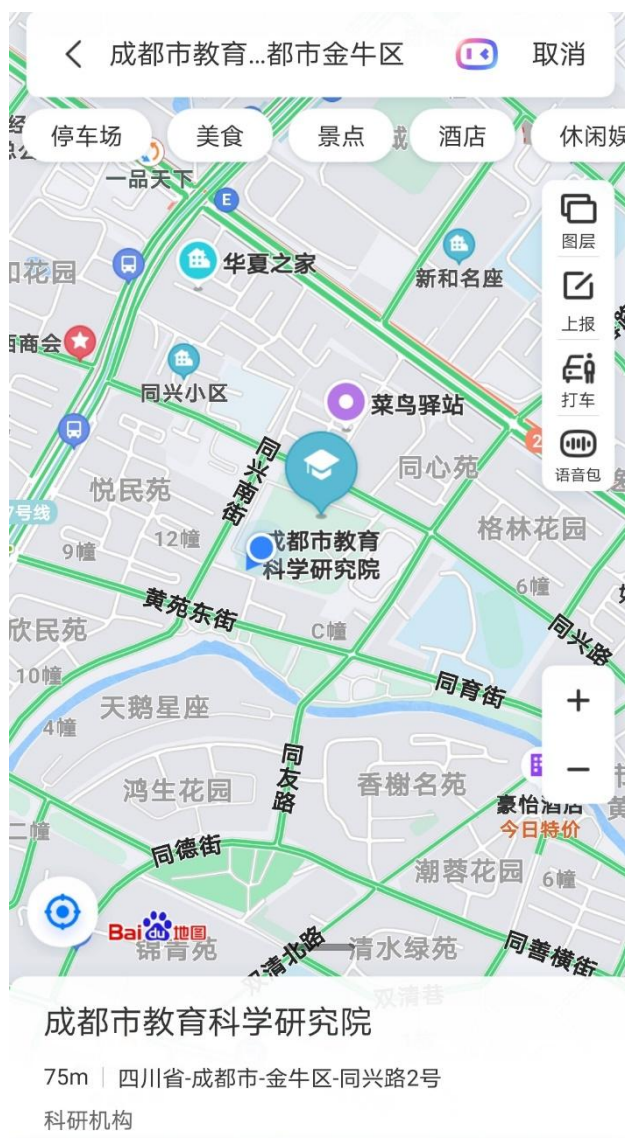 成都市教育...都市金牛区
取消
停车场
美食
景点
酒店
休闲娱
一品天下
E
图层
华夏之家
新和名座
和花园
上报
商会
同兴小区
菜鸟驿站
打车
同兴南街
同心苑
语音包
悦民苑
7号线
格林花园
12幢
9幢
成都市教育
科学研究院
6幢
黄苑东街
欣民苑
C幢
同兴路
10幢
同育街
天鹅星座
4幢
+
同友路
−
鸿生花园
香榭名苑
豪怡酒店
今日特价
二幢
同德街
潮蓉花园
6幢
Bai du 地图
锦青苑
双清北路
清水绿苑
同善横街
双清巷
成都市教育科学研究院
75m | 四川省-成都市-金牛区-同兴路2号
科研机构